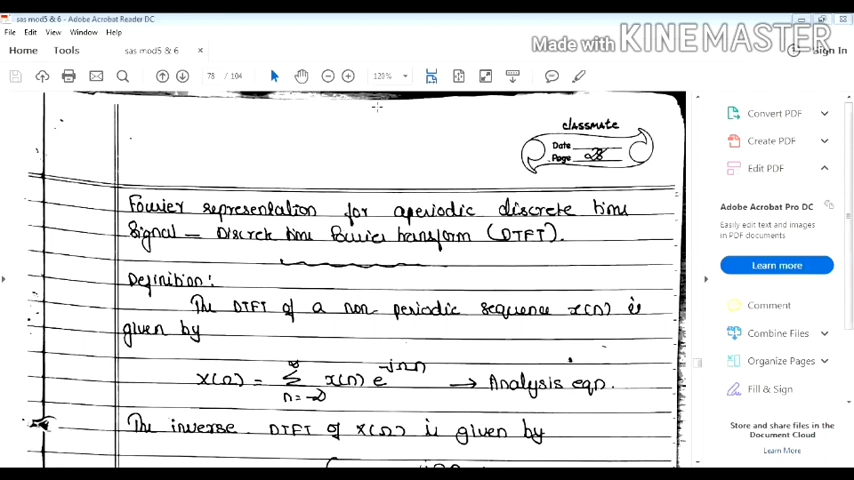 sas mod5 & 6 - Adobe Acrobat Reader DC
File Edit View Window Help
Home Tools sas mod5 & 6 ×
Made with KINEMASTER
Sign In
78 / 104 120%
classmate
Date
Page 28
Fourier representation for aperiodic discrete time
Signal – Discrete time Fourier transform (DTFT).
Definition:
The DTFT of a non-periodic sequence x(n) is
given by
X(Ω) = ∑ n=-∞ ∞ x(n) e^-jΩn → Analysis eqn.
The inverse DTFT of X(Ω) is given by
Convert PDF
Create PDF
Edit PDF
Adobe Acrobat Pro DC
Easily edit text and images
in PDF documents
Learn more
Comment
Combine Files
Organize Pages
Fill & Sign
Store and share files in the
Document Cloud
Learn More